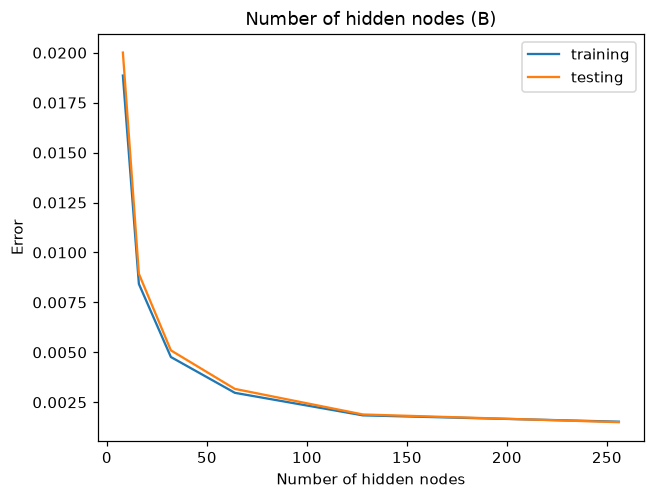 Number of hidden nodes (B)
training
testing
0.0200
0.0175
0.0150
0.0125
0.0100
0.0075
0.0050
0.0025
Error
0 50 100 150 200 250
Number of hidden nodes